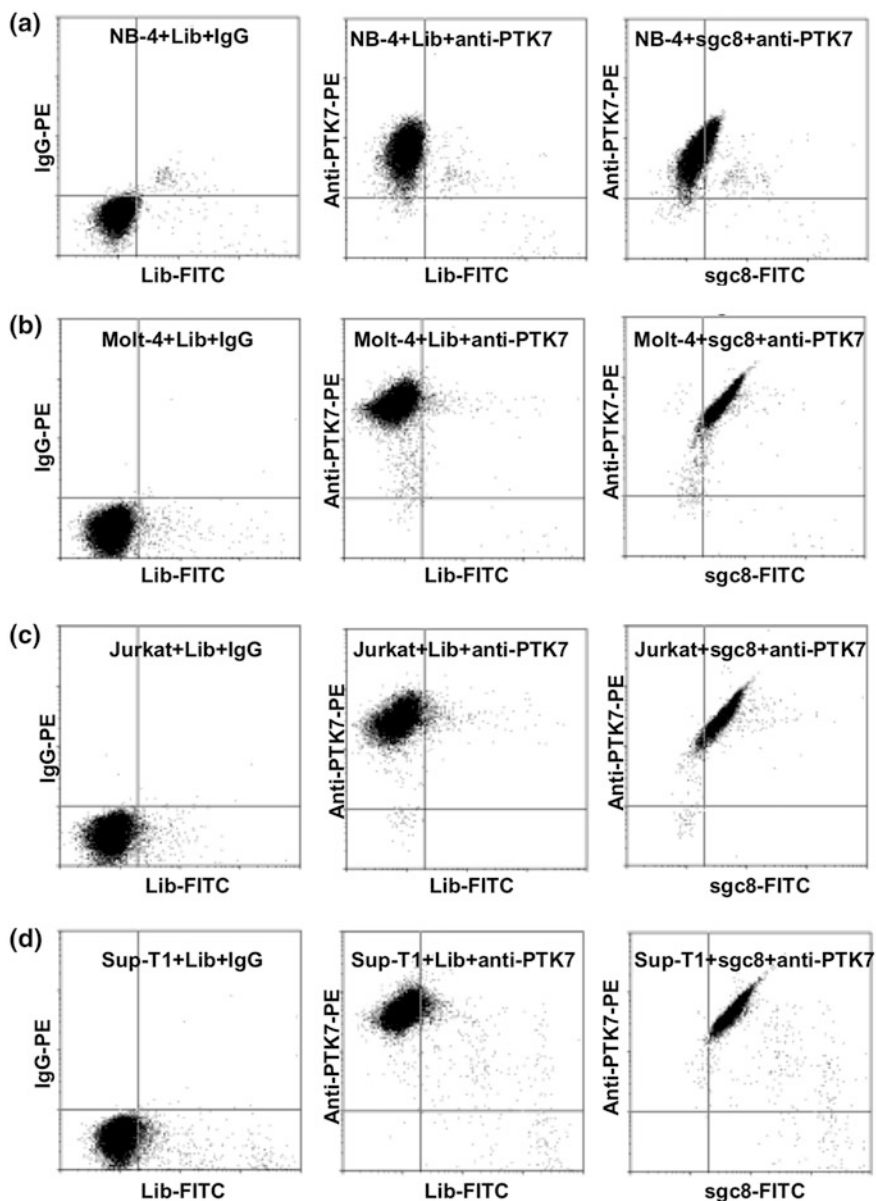 (a)
NB-4+Lib+IgG
IgG-PE
Lib-FITC
NB-4+Lib+anti-PTK7
Anti-PTK7-PE
Lib-FITC
NB-4+sgc8+anti-PTK7
Anti-PTK7-PE
sgc8-FITC
(b)
Molt-4+Lib+IgG
IgG-PE
Lib-FITC
Molt-4+Lib+anti-PTK7
Anti-PTK7-PE
Lib-FITC
Molt-4+sgc8+anti-PTK7
Anti-PTK7-PE
sgc8-FITC
(c)
Jurkat+Lib+IgG
IgG-PE
Lib-FITC
Jurkat+Lib+anti-PTK7
Anti-PTK7-PE
Lib-FITC
Jurkat+sgc8+anti-PTK7
Anti-PTK7-PE
sgc8-FITC
(d)
Sup-T1+Lib+IgG
IgG-PE
Lib-FITC
Sup-T1+Lib+anti-PTK7
Anti-PTK7-PE
Lib-FITC
Sup-T1+sgc8+anti-PTK7
Anti-PTK7-PE
sgc8-FITC